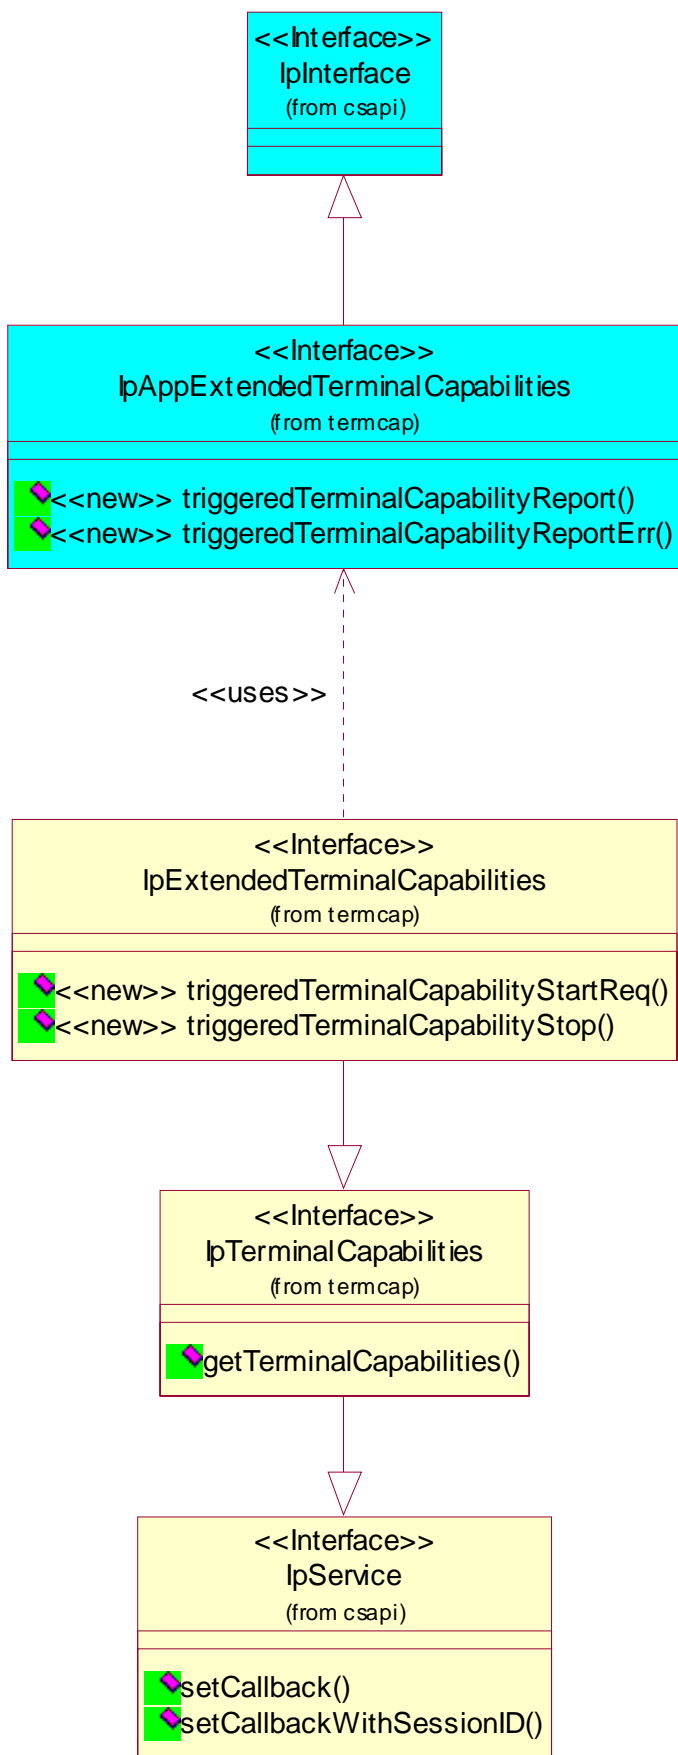 <<Interface>>
IpInterface
(from csapi)
<<Interface>>
IpAppExtendedTerminalCapabilities
(from termcap)
<<new>> triggeredTerminalCapabilityReport()
<<new>> triggeredTerminalCapabilityReportErr()
<<uses>>
<<Interface>>
IpExtendedTerminalCapabilities
(from termcap)
<<new>> triggeredTerminalCapabilityStartReq()
<<new>> triggeredTerminalCapabilityStop()
<<Interface>>
IpTerminalCapabilities
(from termcap)
getTerminalCapabilities()
<<Interface>>
IpService
(from csapi)
setCallback()
setCallbackWithSessionID()